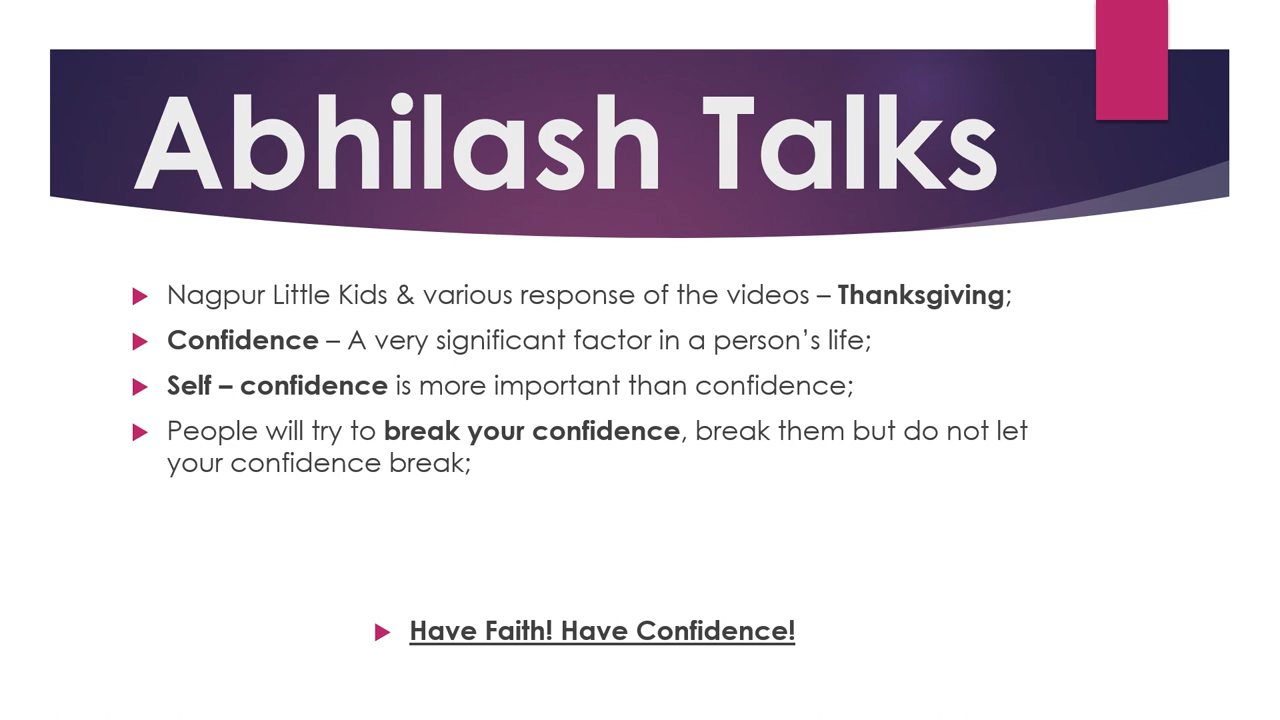 Abhilash Talks
Nagpur Little Kids & various response of the videos – Thanksgiving;
Confidence – A very significant factor in a person’s life;
Self – confidence is more important than confidence;
People will try to break your confidence, break them but do not let
your confidence break;
Have Faith! Have Confidence!